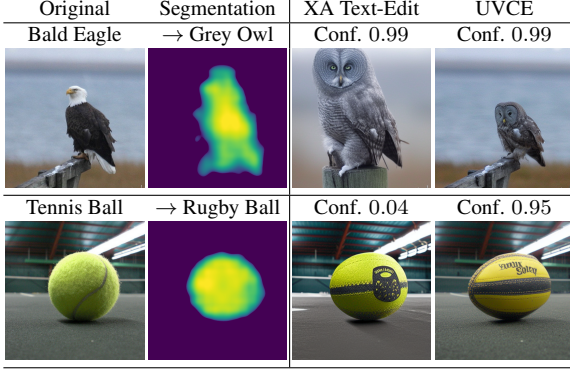 Original Segmentation XA Text-Edit UVCE
Bald Eagle → Grey Owl Conf. 0.99 Conf. 0.99
Tennis Ball → Rugby Ball Conf. 0.04 Conf. 0.95